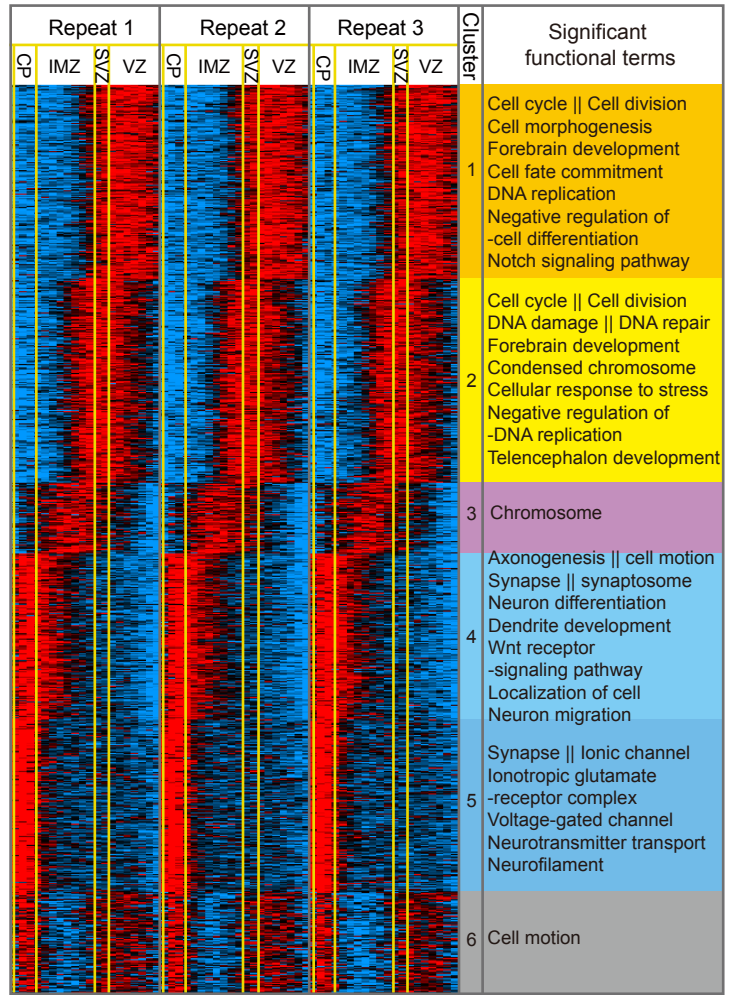 Repeat 1
Repeat 2
Repeat 3
Cluster
Significant
functional terms
CP
IMZ
SVZ
VZ
CP
IMZ
SVZ
VZ
CP
IMZ
SVZ
VZ
1
Cell cycle || Cell division
Cell morphogenesis
Forebrain development
Cell fate commitment
DNA replication
Negative regulation of
-cell differentiation
Notch signaling pathway
2
Cell cycle || Cell division
DNA damage || DNA repair
Forebrain development
Condensed chromosome
Cellular response to stress
Negative regulation of
-DNA replication
Telencephalon development
3
Chromosome
4
Axonogenesis || cell motion
Synapse || synaptosome
Neuron differentiation
Dendrite development
Wnt receptor
-signaling pathway
Localization of cell
Neuron migration
5
Synapse || Ionic channel
Ionotropic glutamate
-receptor complex
Voltage-gated channel
Neurotransmitter transport
Neurofilament
6
Cell motion